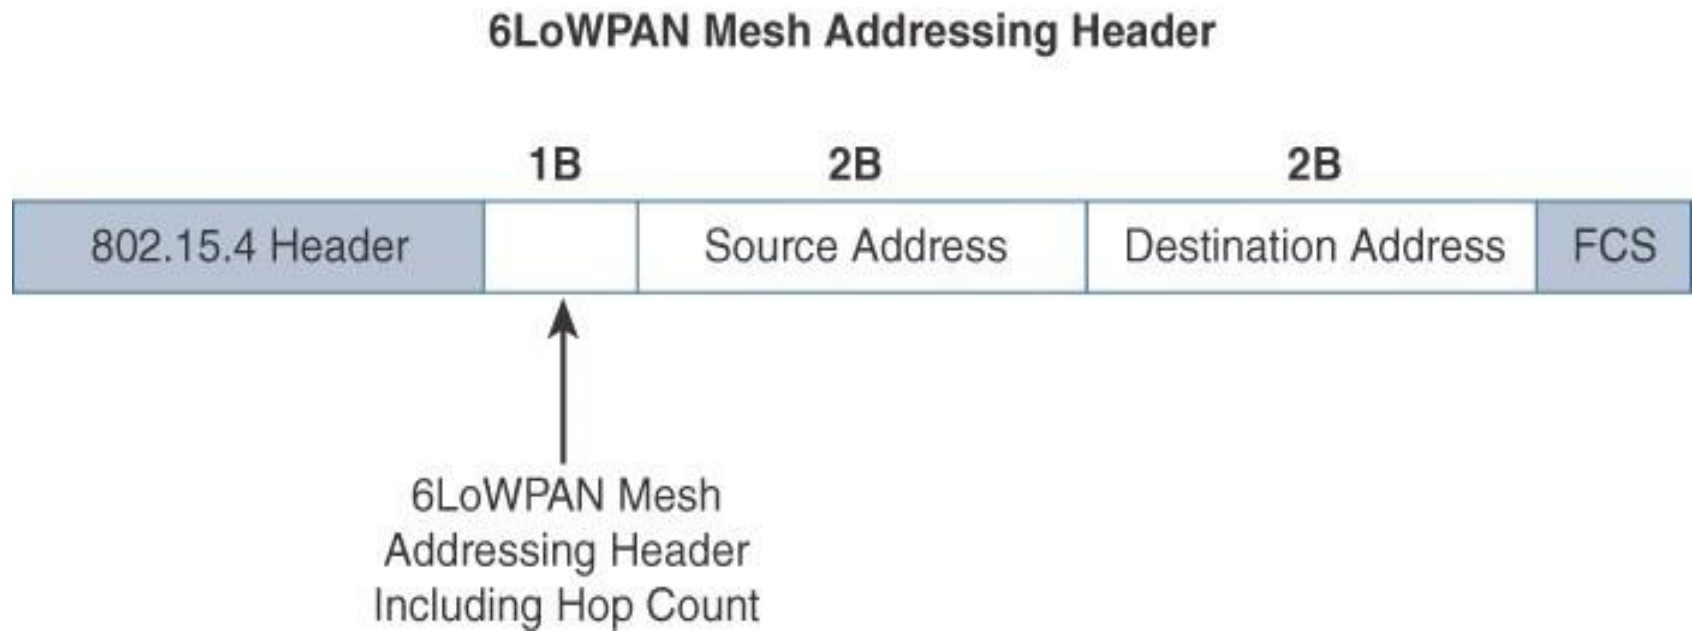 6LoWPAN Mesh Addressing Header
1B 2B 2B
802.15.4 Header Source Address Destination Address FCS
6LoWPAN Mesh
Addressing Header
Including Hop Count